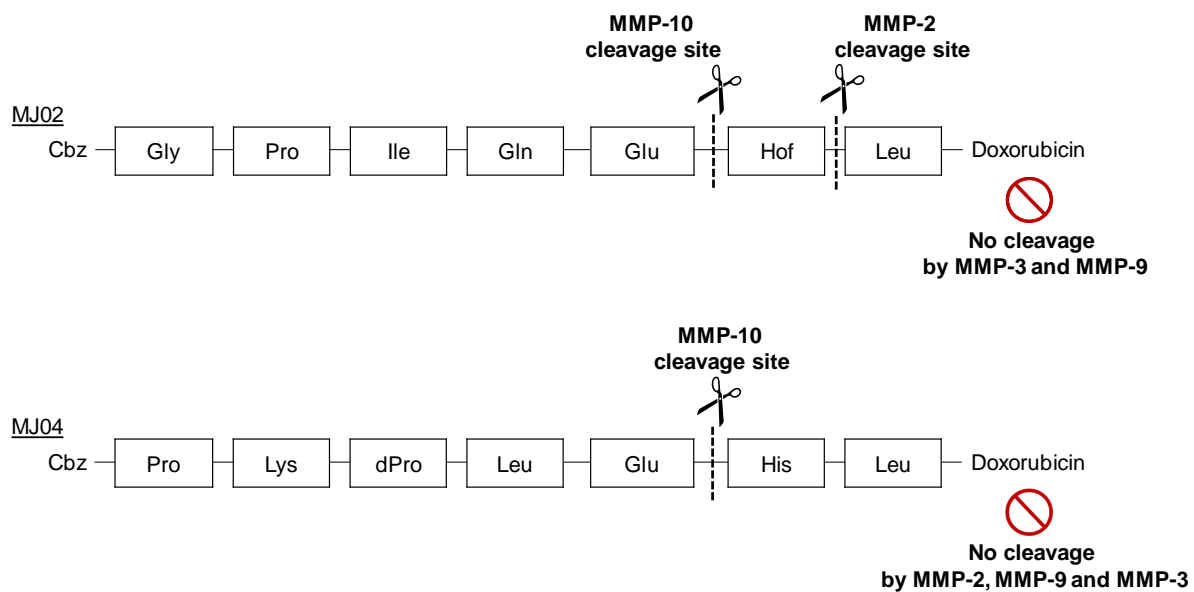 MMP-10
cleavage site
MMP-2
cleavage site
MJ02
Cbz Gly Pro Ile Gln Glu Hof Leu Doxorubicin
No cleavage
by MMP-3 and MMP-9
MMP-10
cleavage site
MJ04
Cbz Pro Lys dPro Leu Glu His Leu Doxorubicin
No cleavage
by MMP-2, MMP-9 and MMP-3